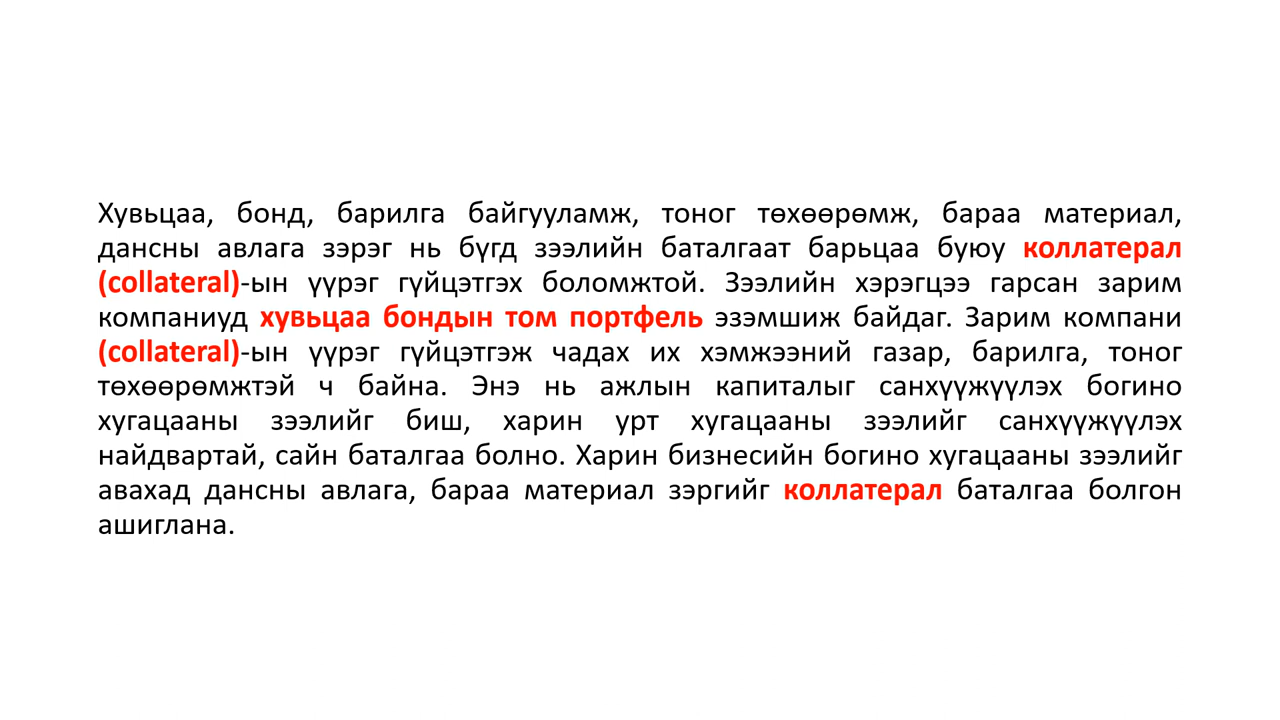 Хувьцаа, бонд, барилга байгууламж, тоног төхөөрөмж, бараа материал,
дансны авлага зэрэг нь бүгд зээлийн баталгаат барьцаа буюу коллатерал
(collateral)-ын үүрэг гүйцэтгэх боломжтой. Зээлийн хэрэгцээ гарсан зарим
компаниуд хувьцаа бондын том портфель эзэмшиж байдаг. Зарим компани
(collateral)-ын үүрэг гүйцэтгэж чадах их хэмжээний газар, барилга, тоног
төхөөрөмжтэй ч байна. Энэ нь ажлын капиталыг санхүүжүүлэх богино
хугацааны зээлийг биш, харин урт хугацааны зээлийг санхүүжүүлэх
найдвартай, сайн баталгаа болно. Харин бизнесийн богино хугацааны зээлийг
авахад дансны авлага, бараа материал зэргийг коллатерал баталгаа болгон
ашиглана.